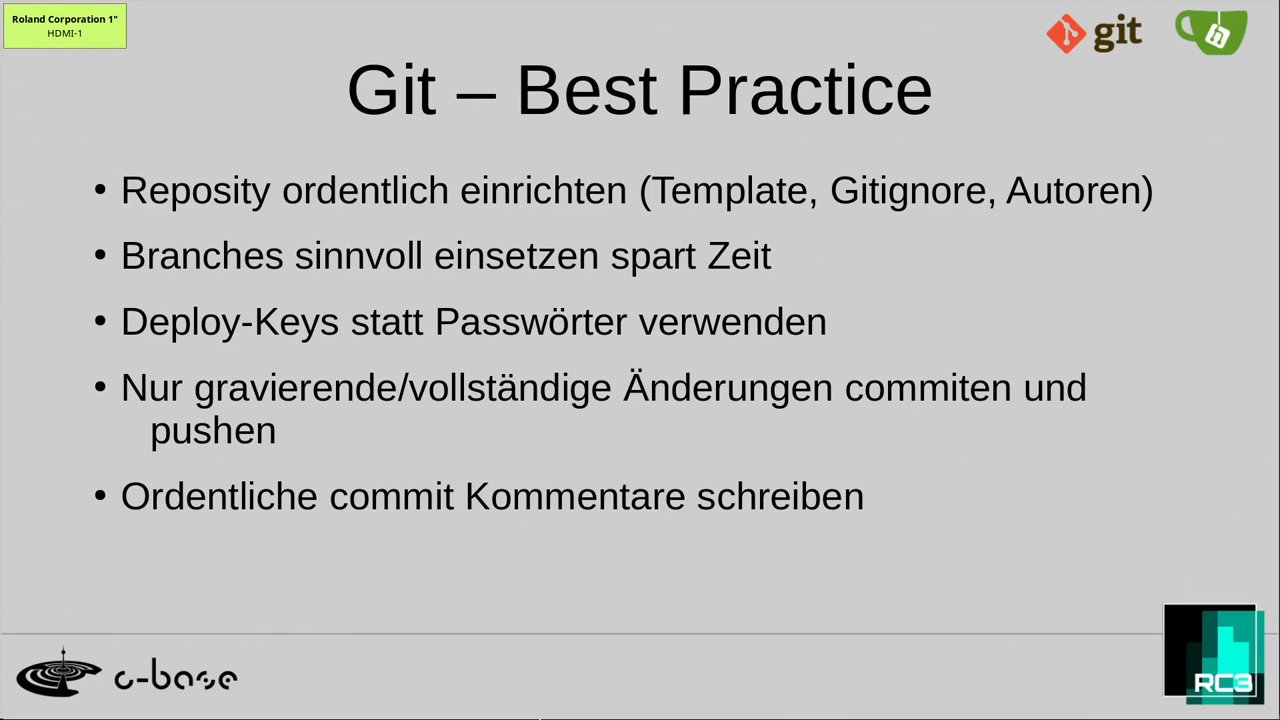 Roland Corporation 1"
HDMI-1
git
Git – Best Practice
• Reposity ordentlich einrichten (Template, Gitignore, Autoren)
• Branches sinnvoll einsetzen spart Zeit
• Deploy-Keys statt Passwörter verwenden
• Nur gravierende/vollständige Änderungen commiten und
pushen
• Ordentliche commit Kommentare schreiben
c-base
RC3